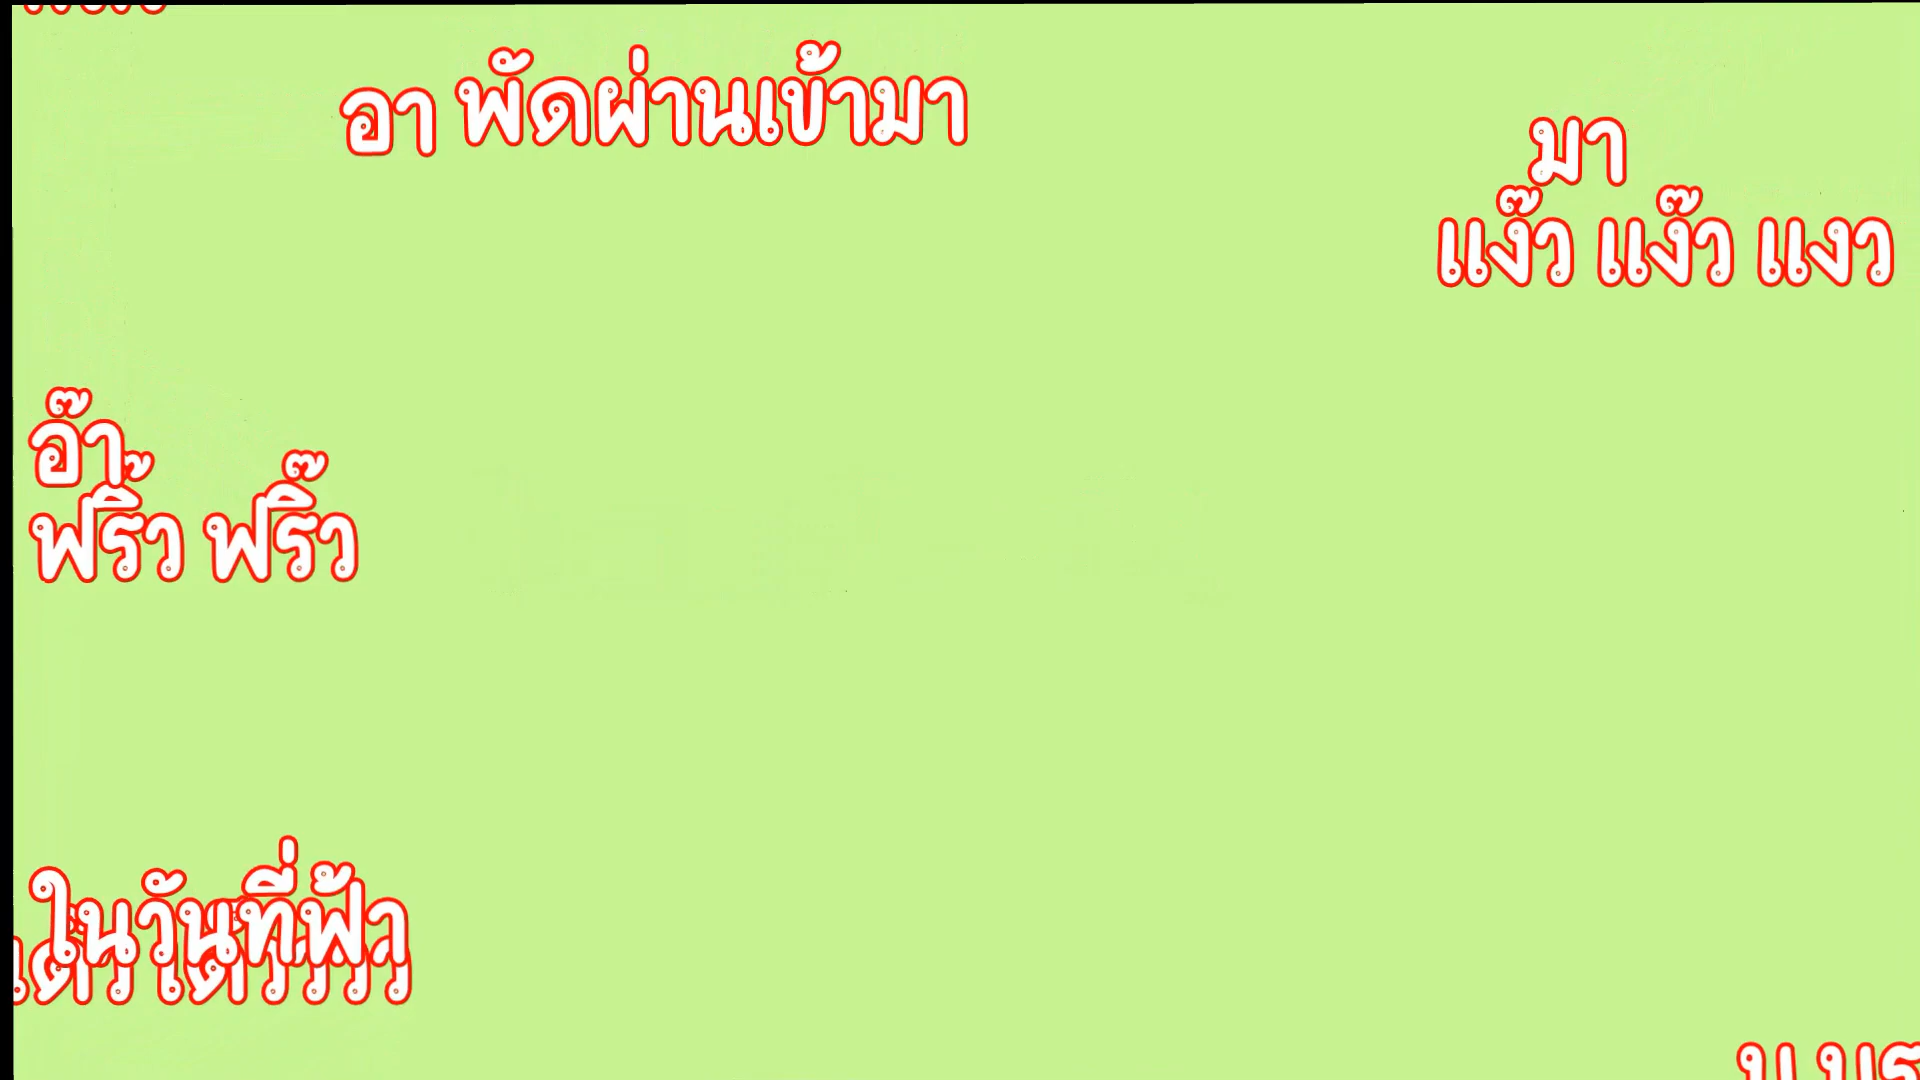 อา พัดผ่านเข้ามา
มา
แง๊ว แง๊ว แงว
อ๊า
ฟริ๊ว ฟริ๊ว
ในวันที่ฟ้า